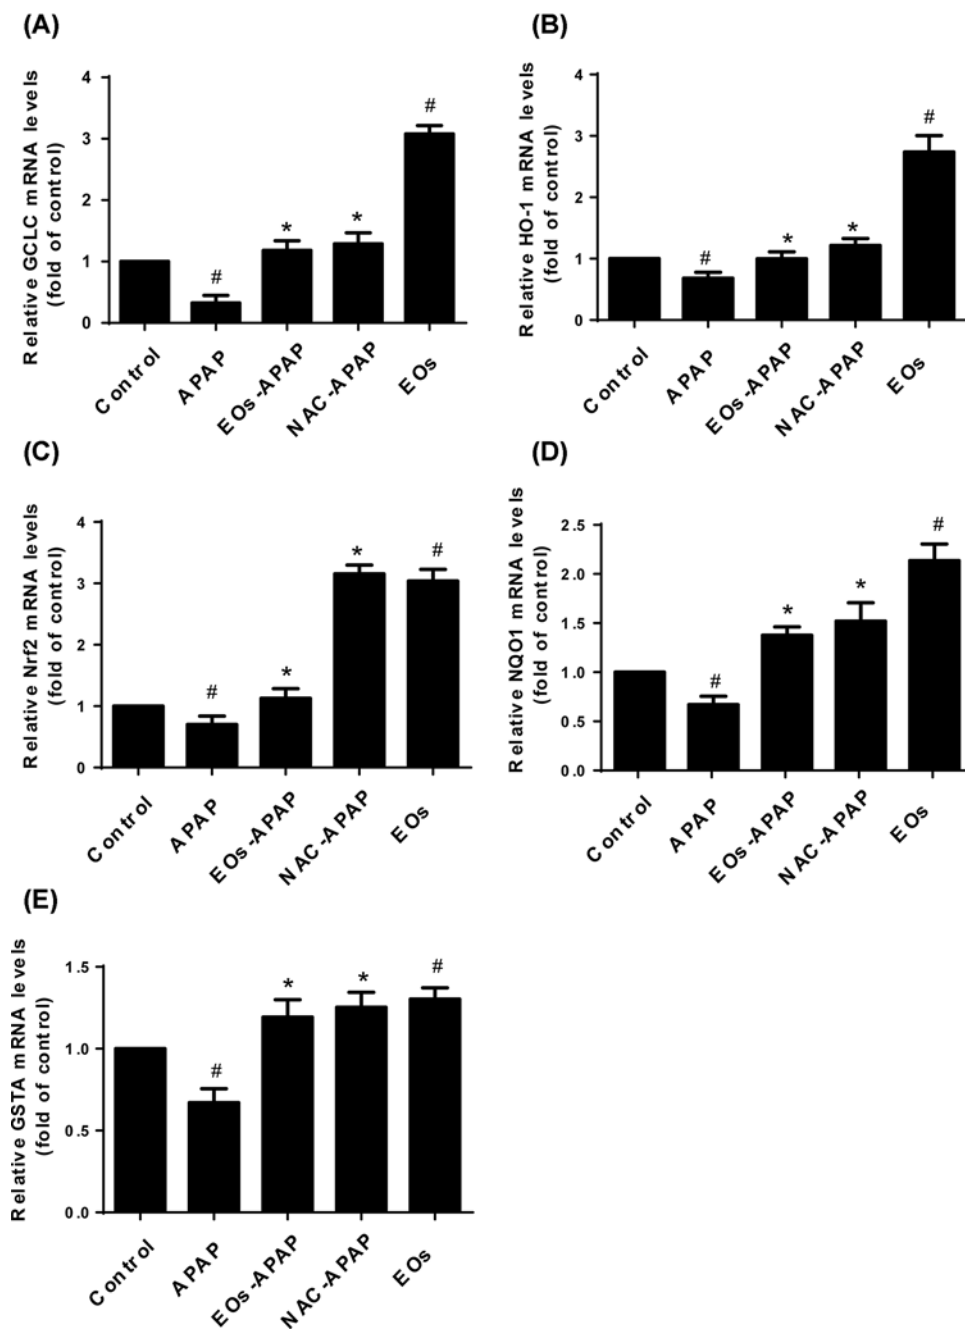 (A)
Relative GCLC mRNA levels
(fold of control)
4
3
2
1
0
#
*
*
#
Control
APAP
EOs-APAP
NAC-APAP
EOs
(B)
Relative HO-1 mRNA levels
(fold of control)
4
3
2
1
0
#
*
*
#
Control
APAP
EOs-APAP
NAC-APAP
EOs
(C)
Relative Nrf2 mRNA levels
(fold of control)
4
3
2
1
0
#
*
*
#
Control
APAP
EOs-APAP
NAC-APAP
EOs
(D)
Relative NQO1 mRNA levels
(fold of control)
2.5
2.0
1.5
1.0
0.5
0.0
#
*
*
#
Control
APAP
EOs-APAP
NAC-APAP
EOs
(E)
Relative GSTA mRNA levels
(fold of control)
1.5
1.0
0.5
0.0
#
*
*
#
Control
APAP
EOs-APAP
NAC-APAP
EOs